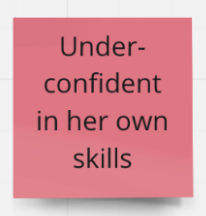 Under-
confident
in her own
skills